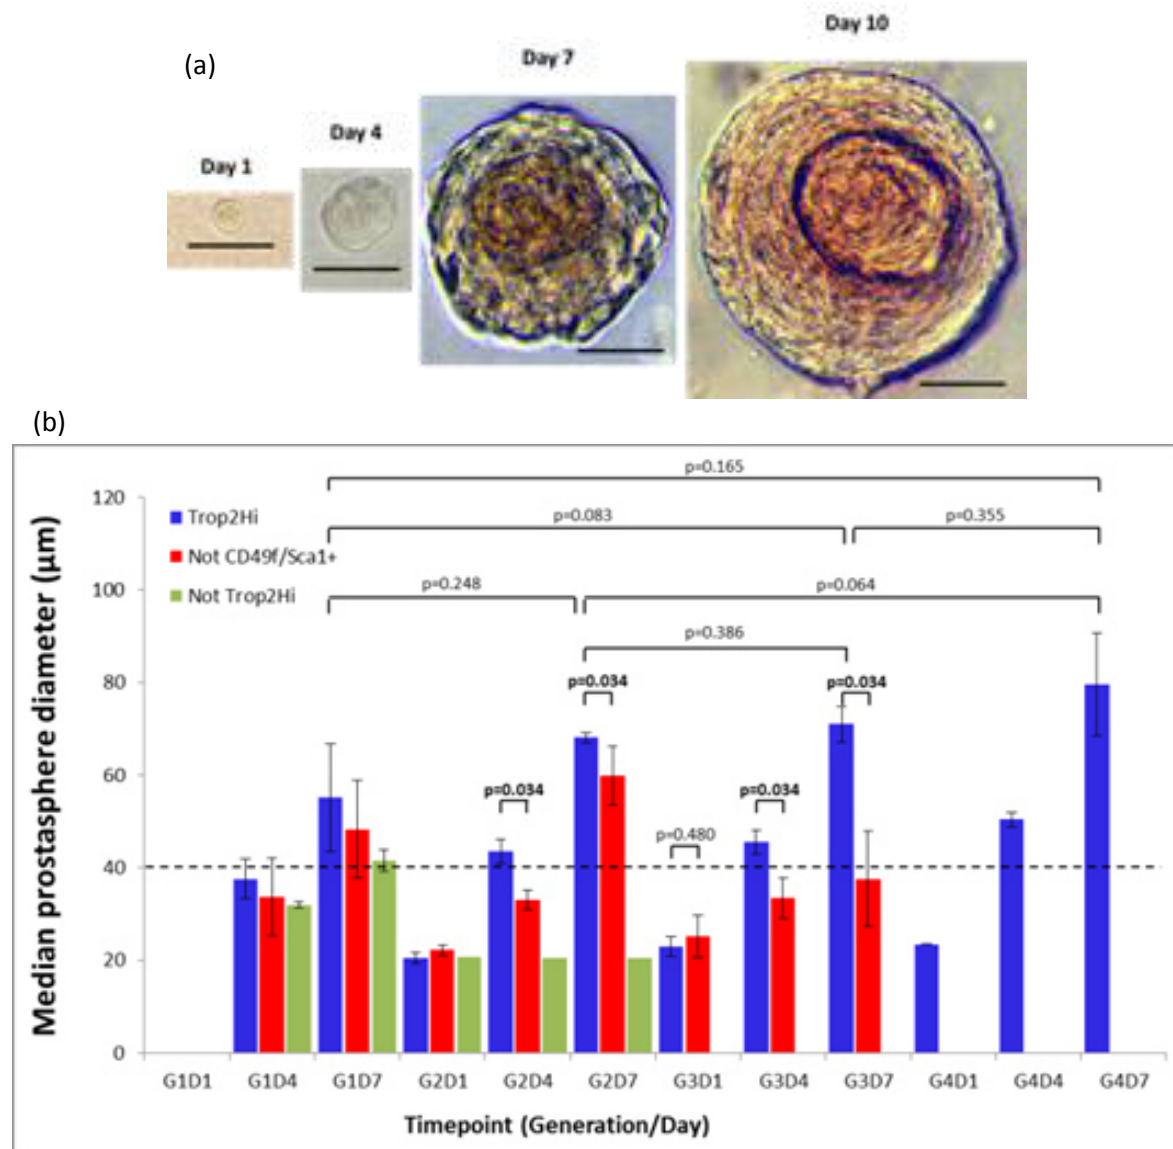 (a)
Day 1
Day 4
Day 7
Day 10
(b)
Median prostasphere diameter (µm)
120
100
80
60
40
20
0
Trop2Hi
Not CD49f/Sca1+
Not Trop2Hi
p=0.165
p=0.083
p=0.355
p=0.248
p=0.064
p=0.386
p=0.034
p=0.034
p=0.034
p=0.034
p=0.480
G1D1 G1D4 G1D7 G2D1 G2D4 G2D7 G3D1 G3D4 G3D7 G4D1 G4D4 G4D7
Timepoint (Generation/Day)